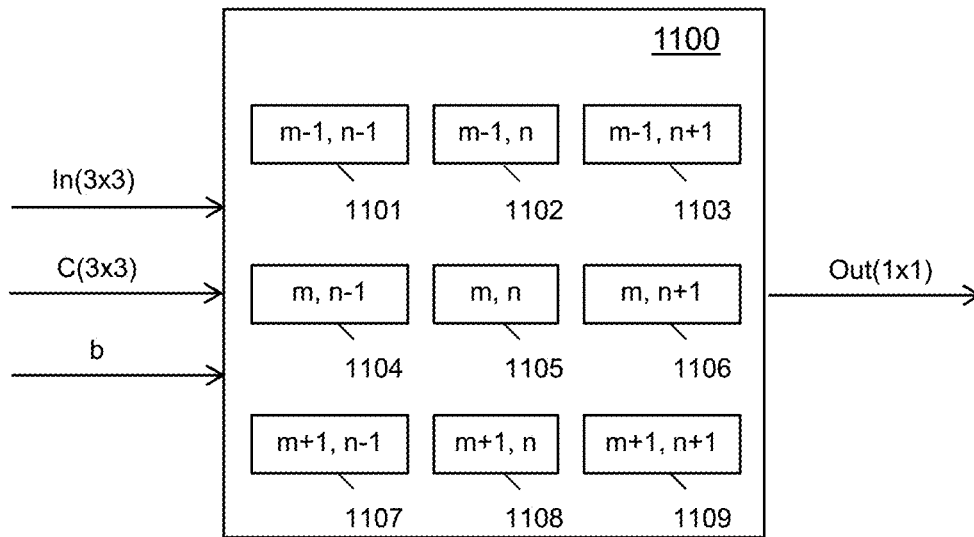 1100
m-1, n-1
m-1, n
m-1, n+1
In(3x3)
1101
1102
1103
C(3x3)
m, n-1
m, n
m, n+1
Out(1x1)
b
1104
1105
1106
m+1, n-1
m+1, n
m+1, n+1
1107
1108
1109